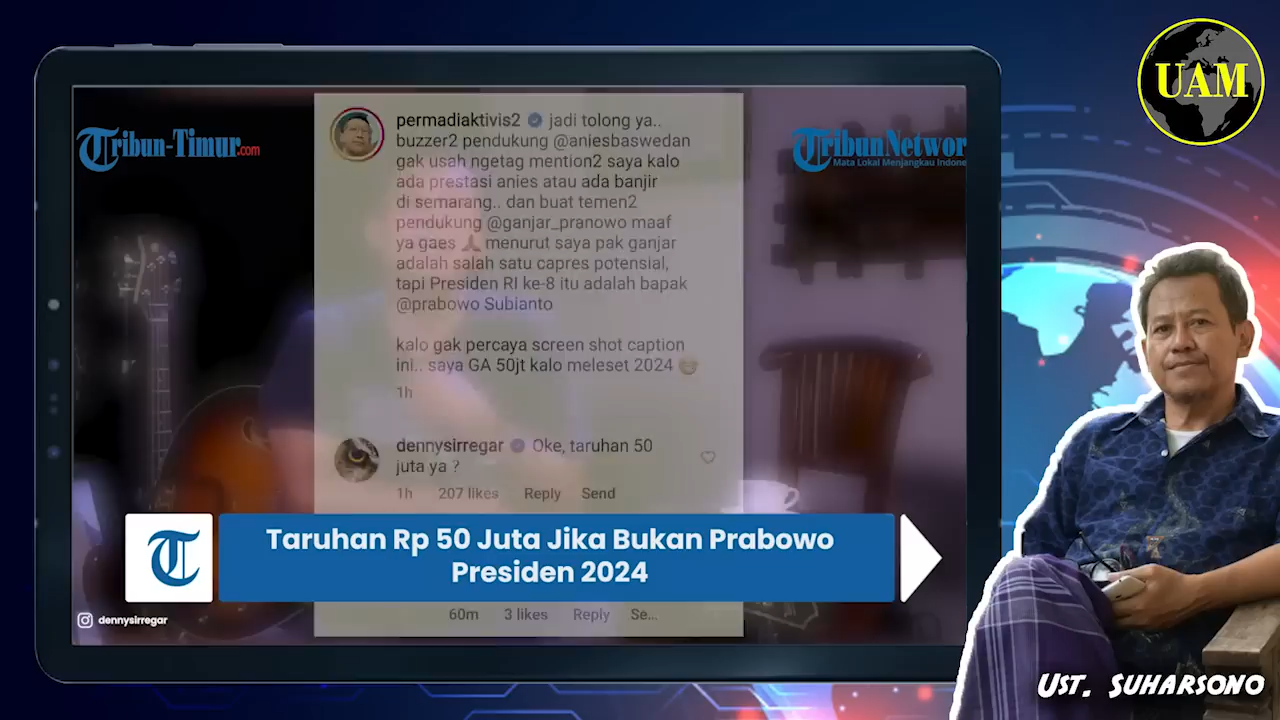 UAM
Tribun-Timur.com
TribunNetwor
Mata Lokal Menjangkau Indone
permadiaktivis2 jadi tolong ya..
buzzer2 pendukung @aniesbaswedan
gak usah ngetag mention2 saya kalo
ada prestasi anies atau ada banjir
di semarang.. dan buat temen2
pendukung @ganjar_pranowo maaf
ya gaes 🙏 menurut saya pak ganjar
adalah salah satu capres potensial,
tapi Presiden RI ke-8 itu adalah bapak
@prabowo Subianto
kalo gak percaya screen shot caption
ini.. saya GA 50jt kalo meleset 2024
1h
dennysirregar Oke, taruhan 50
juta ya ?
1h 207 likes Reply Send
T Taruhan Rp 50 Juta Jika Bukan Prabowo
Presiden 2024
60m 3 likes Reply Se...
dennysirregar
UST. SUHARSONO